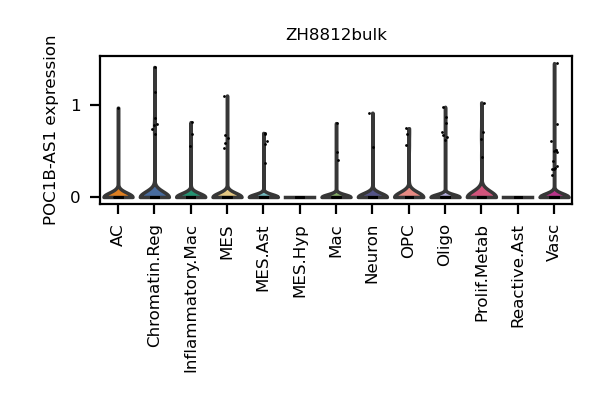 ZH8812bulk
POC1B-AS1 expression
1
0
AC
Chromatin.Reg
Inflammatory.Mac
MES
MES.Ast
MES.Hyp
Mac
Neuron
OPC
Oligo
Prolif.Metab
Reactive.Ast
Vasc